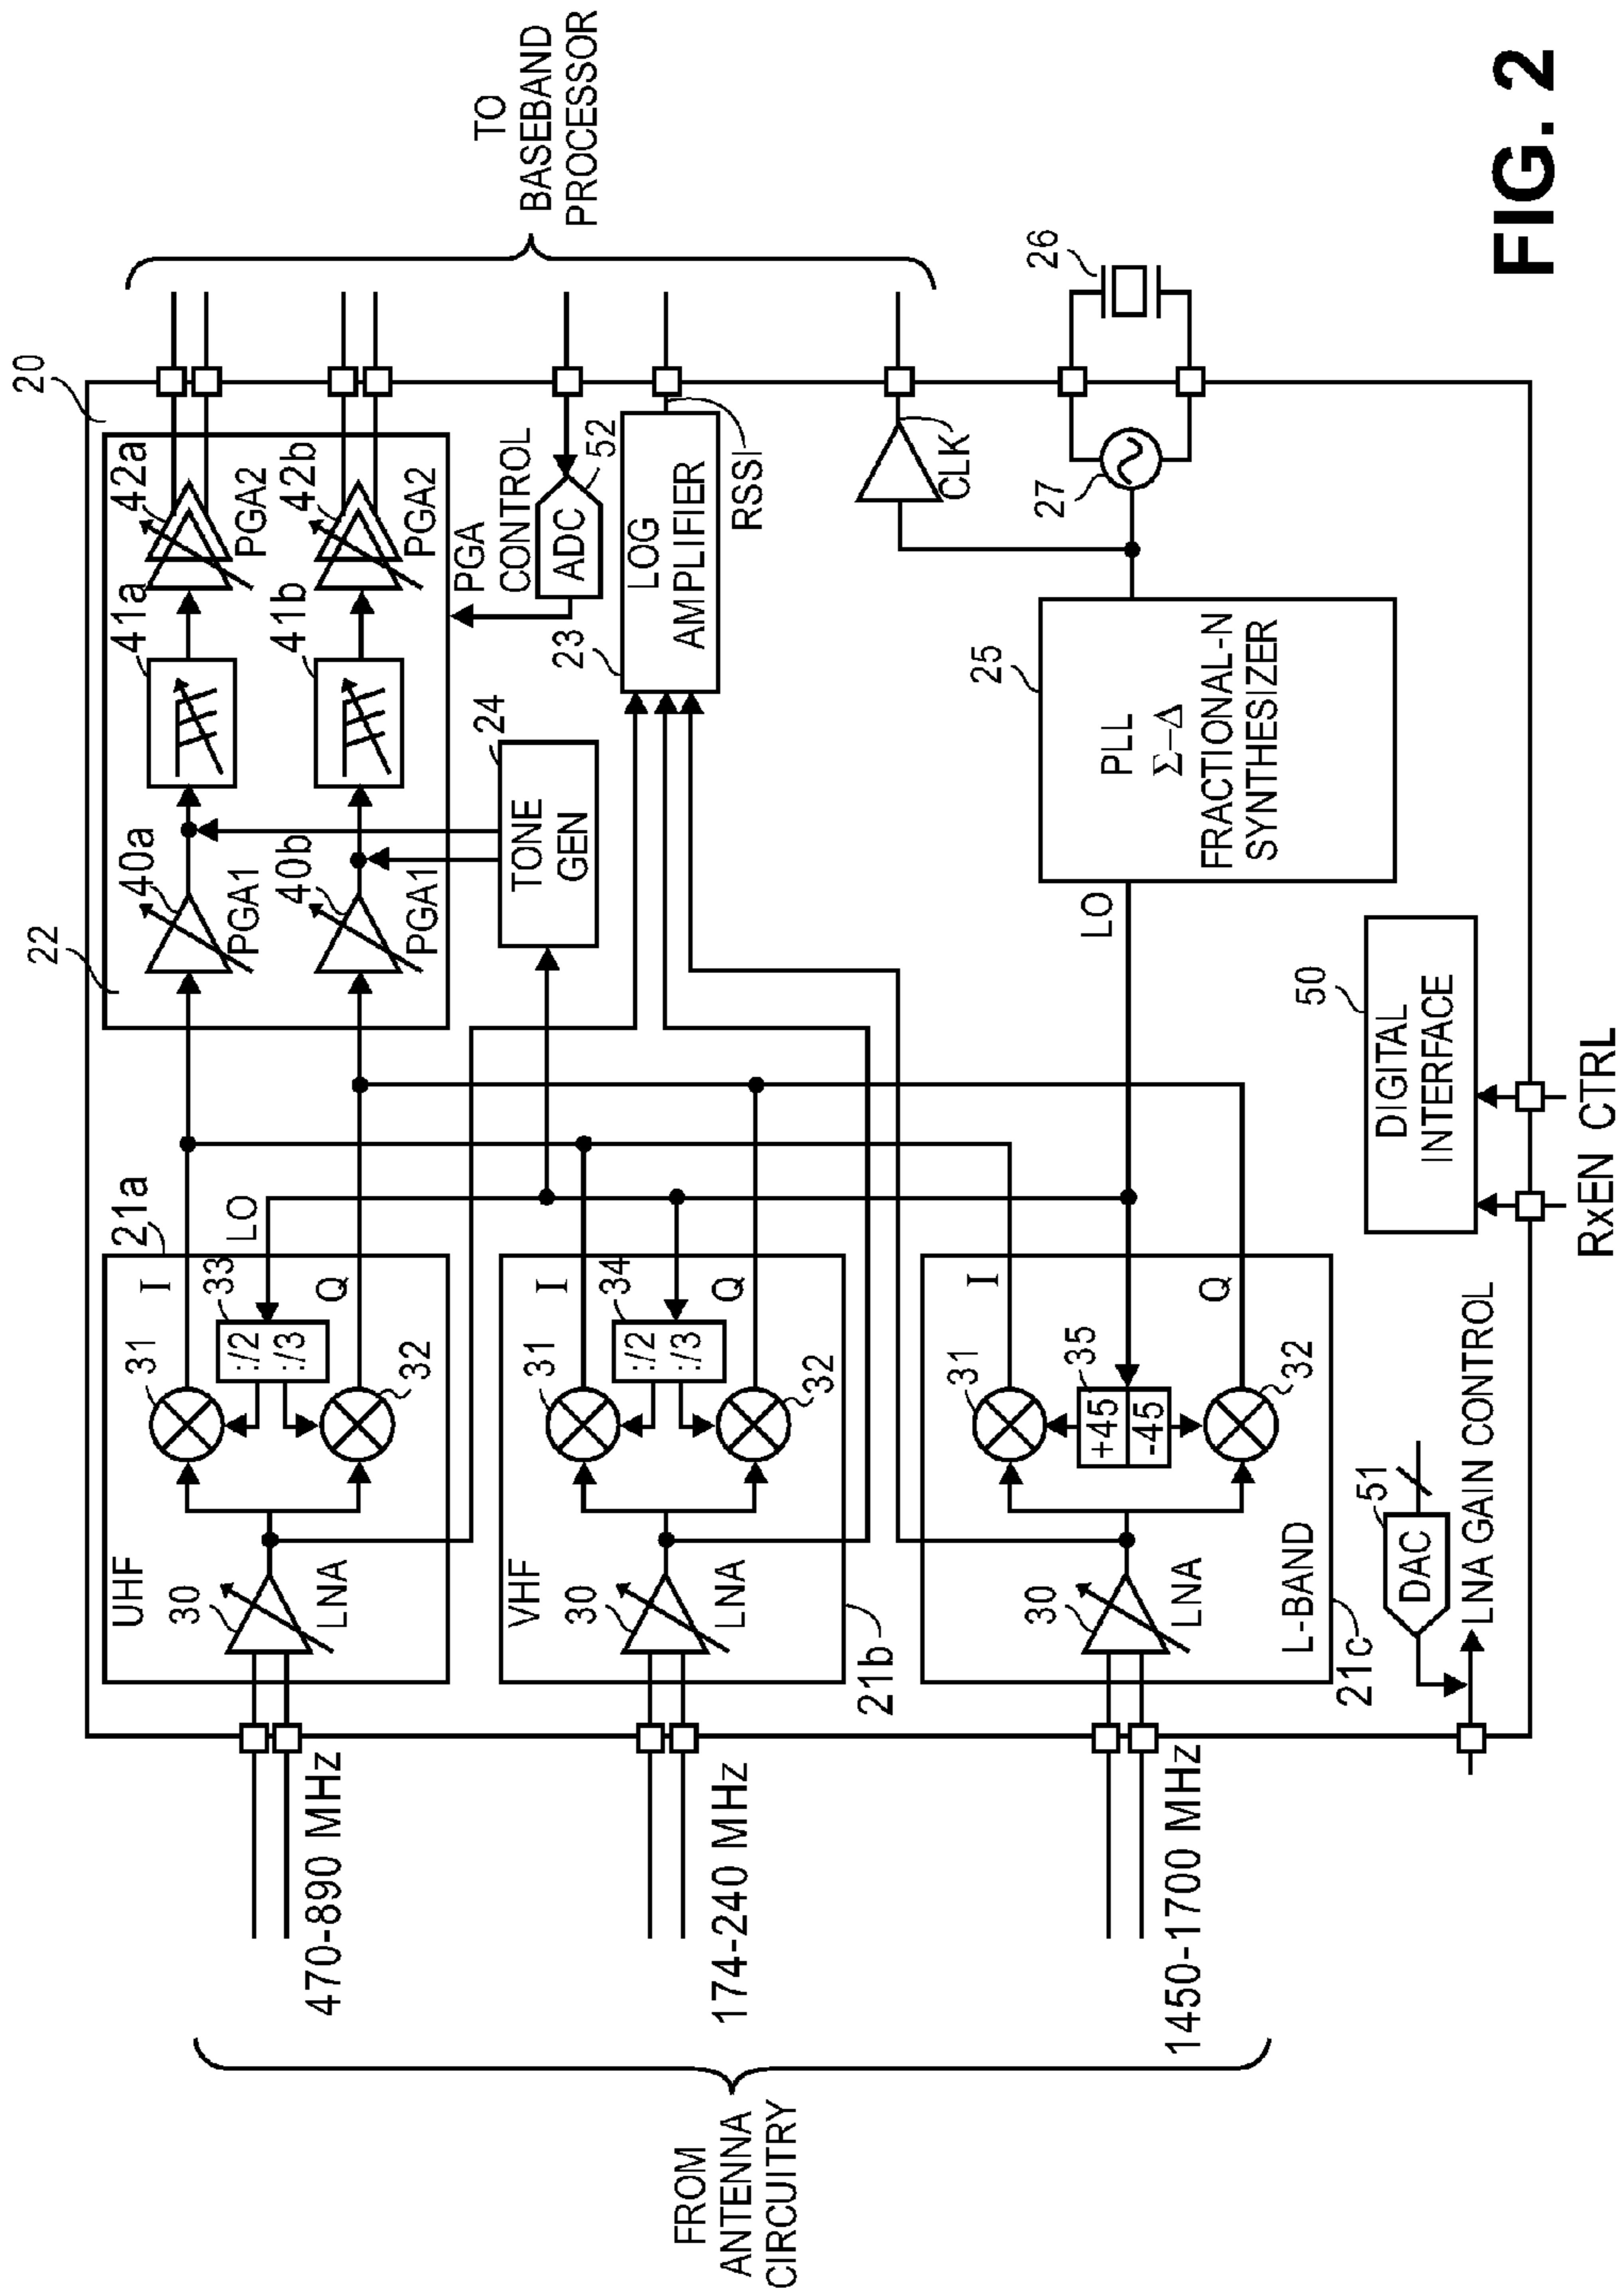 FROM
ANTENNA
CIRCUITRY
470-890 MHz
174-240 MHz
1450-1700 MHz
20
UHF
30
LNA
31
32
33
:/2
:/3
I
Q
LO
21a
VHF
30
LNA
31
32
34
:/2
:/3
I
Q
21b
L-BAND
30
LNA
31
32
35
+45
-45
I
Q
21c
22
40a
PGA1
40b
PGA1
41a
41b
42a
PGA2
42b
PGA2
24
TONE
GEN
PGA
CONTROL
ADC
52
23
LOG
AMPLIFIER
RSSI
CLK
LO
25
PLL
Σ–Δ
FRACTIONAL-N
SYNTHESIZER
27
26
DAC
51
LNA GAIN CONTROL
50
DIGITAL
INTERFACE
RxEN CTRL
TO
BASEBAND
PROCESSOR
FIG. 2